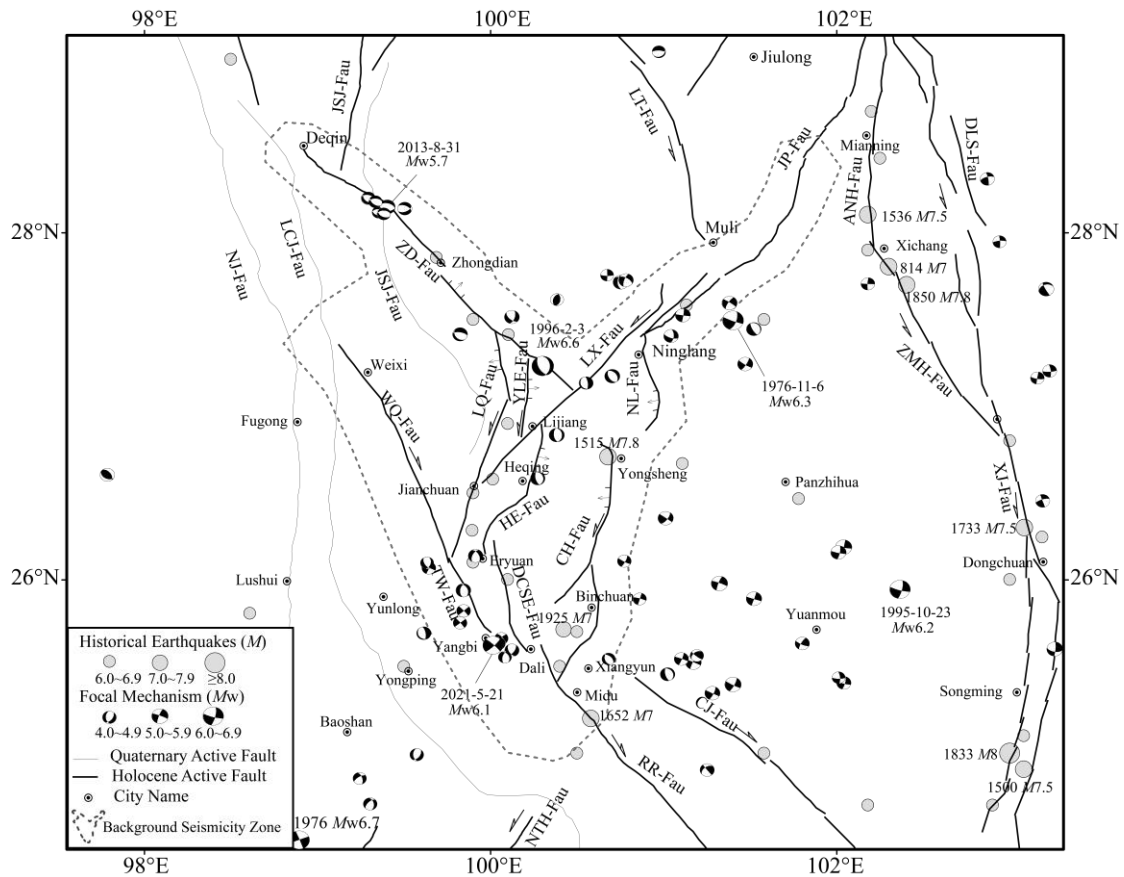 98°E
100°E
102°E
JSJ-Fau
Jiulong
LT-Fau
DLS-Fau
Deqin
2013-8-31
Mw5.7
JP-Fau
Mianning
ANH-Fau
1536 M7.5
28°N
28°N
Muli
Xichang
NJ-Fau
LCJ-Fau
ZD-Fau
Zhongdian
814 M7
1850 M7.8
JSJ-Fau
1996-2-3
Mw6.6
LX-Fau
Ninglang
ZMH-Fau
Weixi
YLE-Fau
LQ-Fau
NL-Fau
1976-11-6
Mw6.3
WQ-Fau
Fugong
Lijiang
1515 M7.8
Yongsheng
Heqing
Jianchuan
Panzhihua
XJ-Fau
HE-Fau
CH-Fau
1733 M7.5
Eryuan
Dongchuan
26°N
26°N
Lushui
TW-Fau
DCSE-Fau
Binchuan
Yunlong
1925 M7
Yuanmou
1995-10-23
Mw6.2
Yangbi
Dali
Yongping
2021-5-21
Mw6.1
Xiangyun
Midu
Songming
1652 M7
CJ-Fau
Baoshan
RR-Fau
1833 M8
1500 M7.5
NTH-Fau
1976 Mw6.7
Historical Earthquakes (M)
6.0~6.9 7.0~7.9 ≥8.0
Focal Mechanism (Mw)
4.0~4.9 5.0~5.9 6.0~6.9
Quaternary Active Fault
Holocene Active Fault
City Name
Background Seismicity Zone
98°E
100°E
102°E